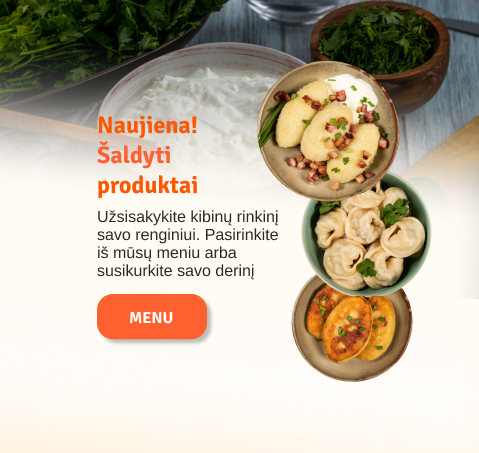 Naujiena!
Šaldyti
produktai
Užsisakykite kibinų rinkinį
savo renginiui. Pasirinkite
iš mūsų meniu arba
susikurkite savo derinį
MENU